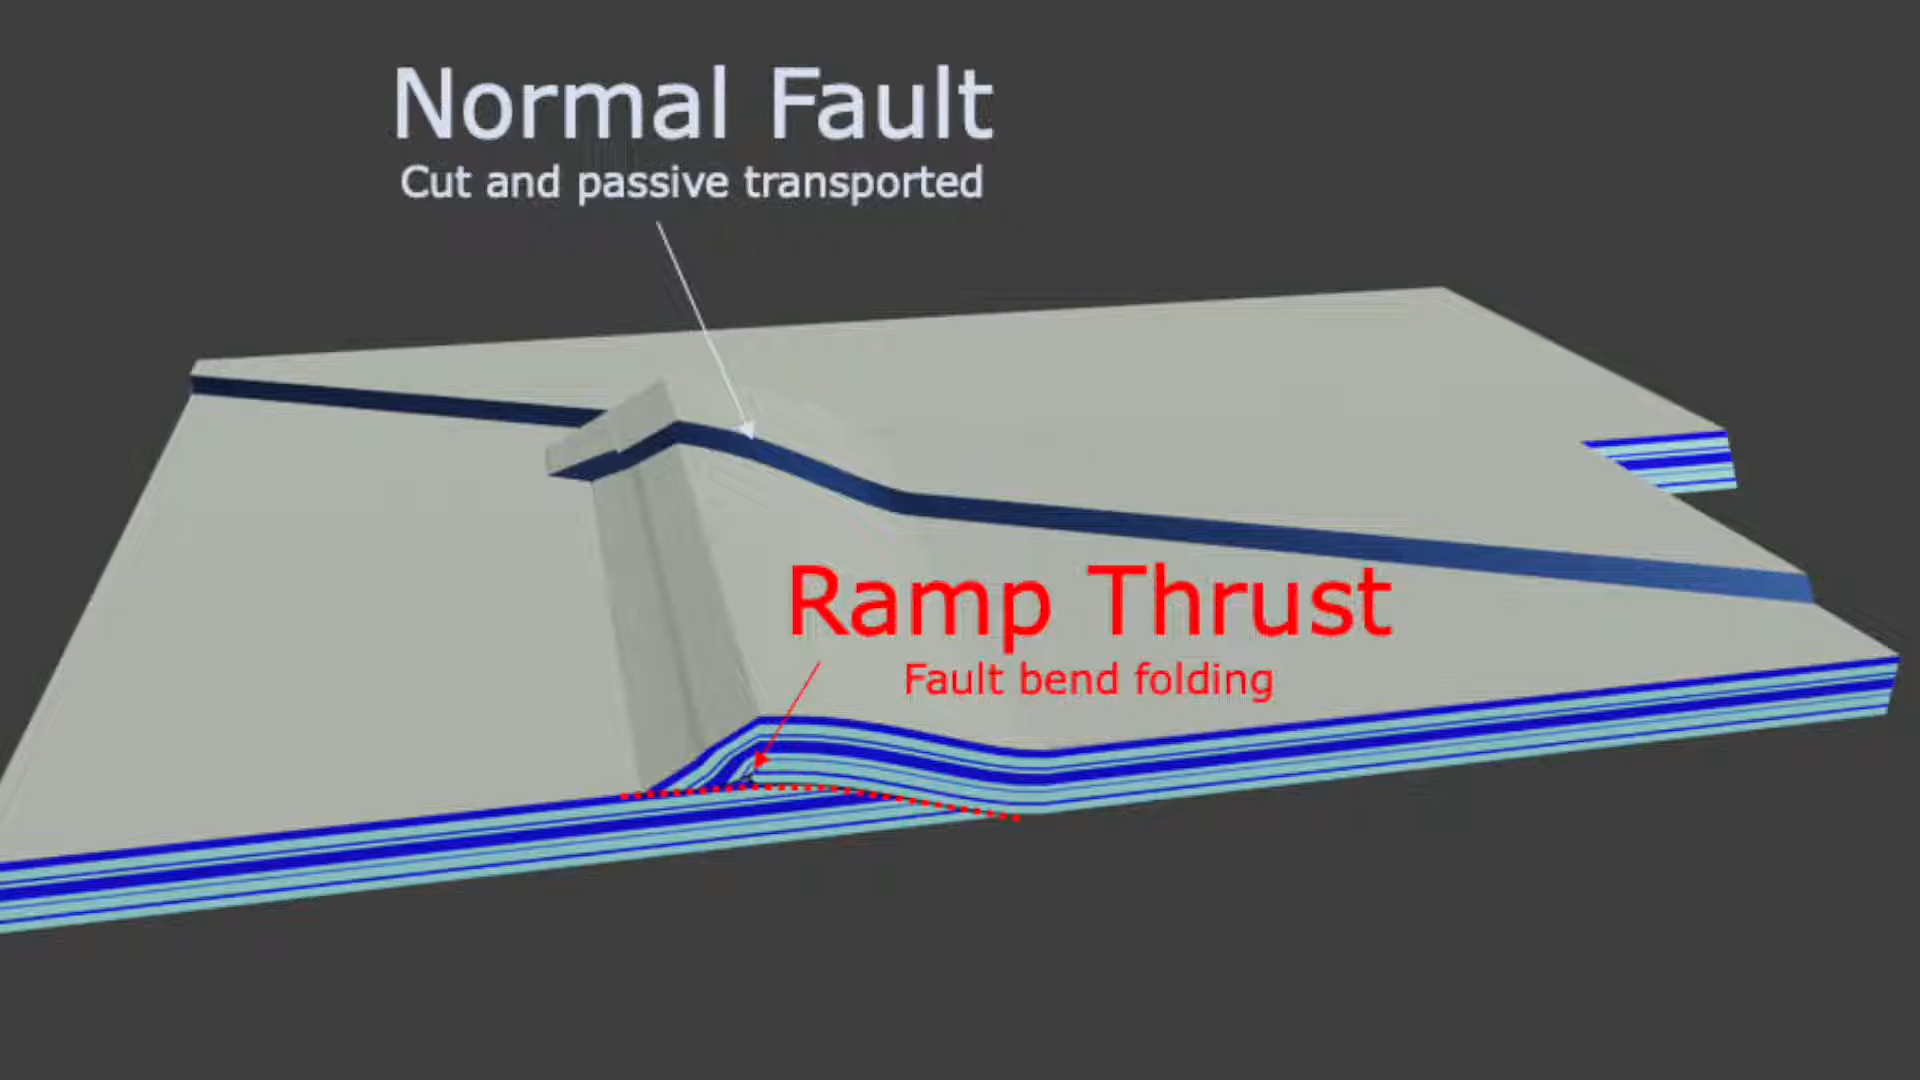 Normal Fault
Cut and passive transported
Ramp Thrust
Fault bend folding